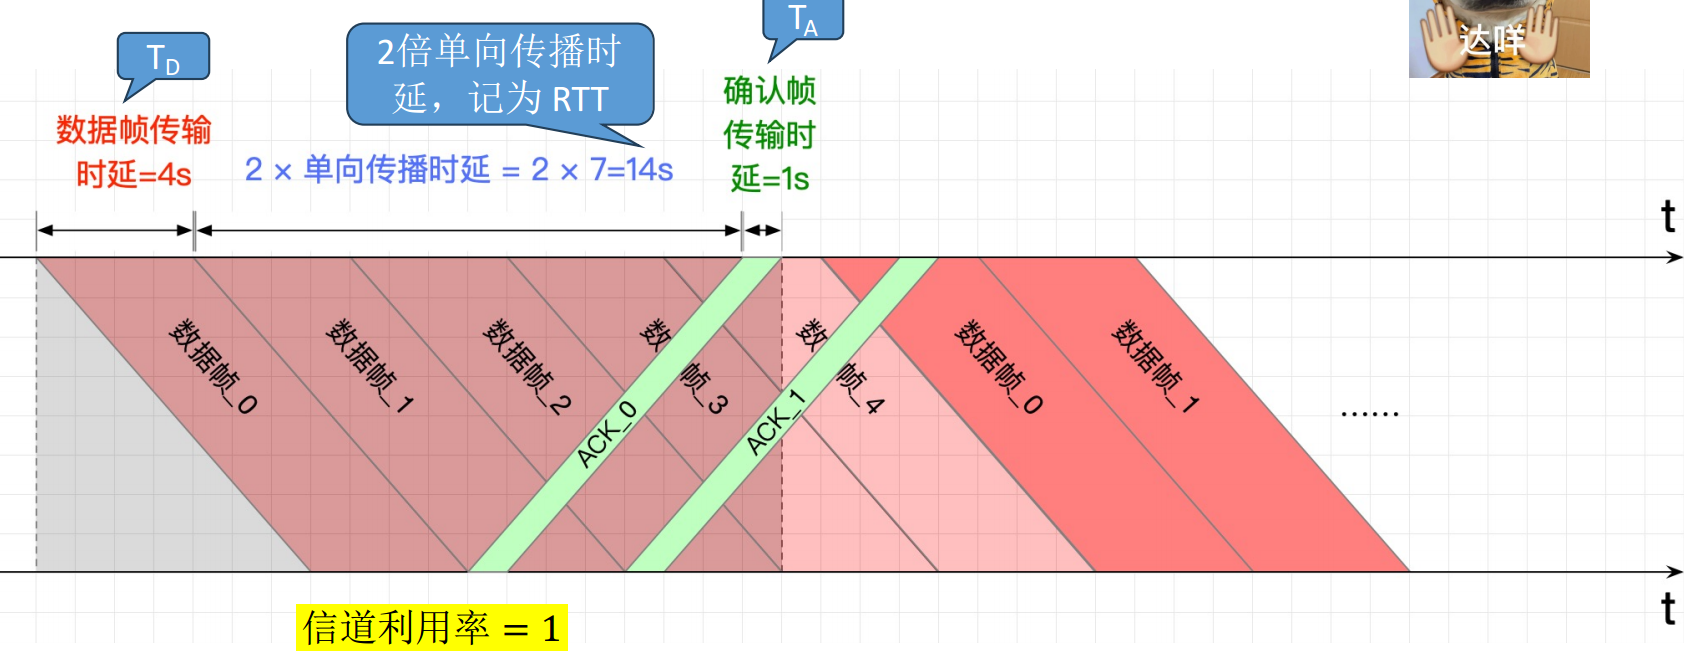 T_A
达咩
T_D
2倍单向传播时
延，记为 RTT
确认帧
传输时
延=1s
数据帧传输
时延=4s
2 × 单向传播时延 = 2 × 7=14s
t
数据帧_0
数据帧_1
数据帧_2
数 帧_3
数 帧_4
数据帧_0
数据帧_1
ACK_0
ACK_1
······
t
信道利用率 = 1